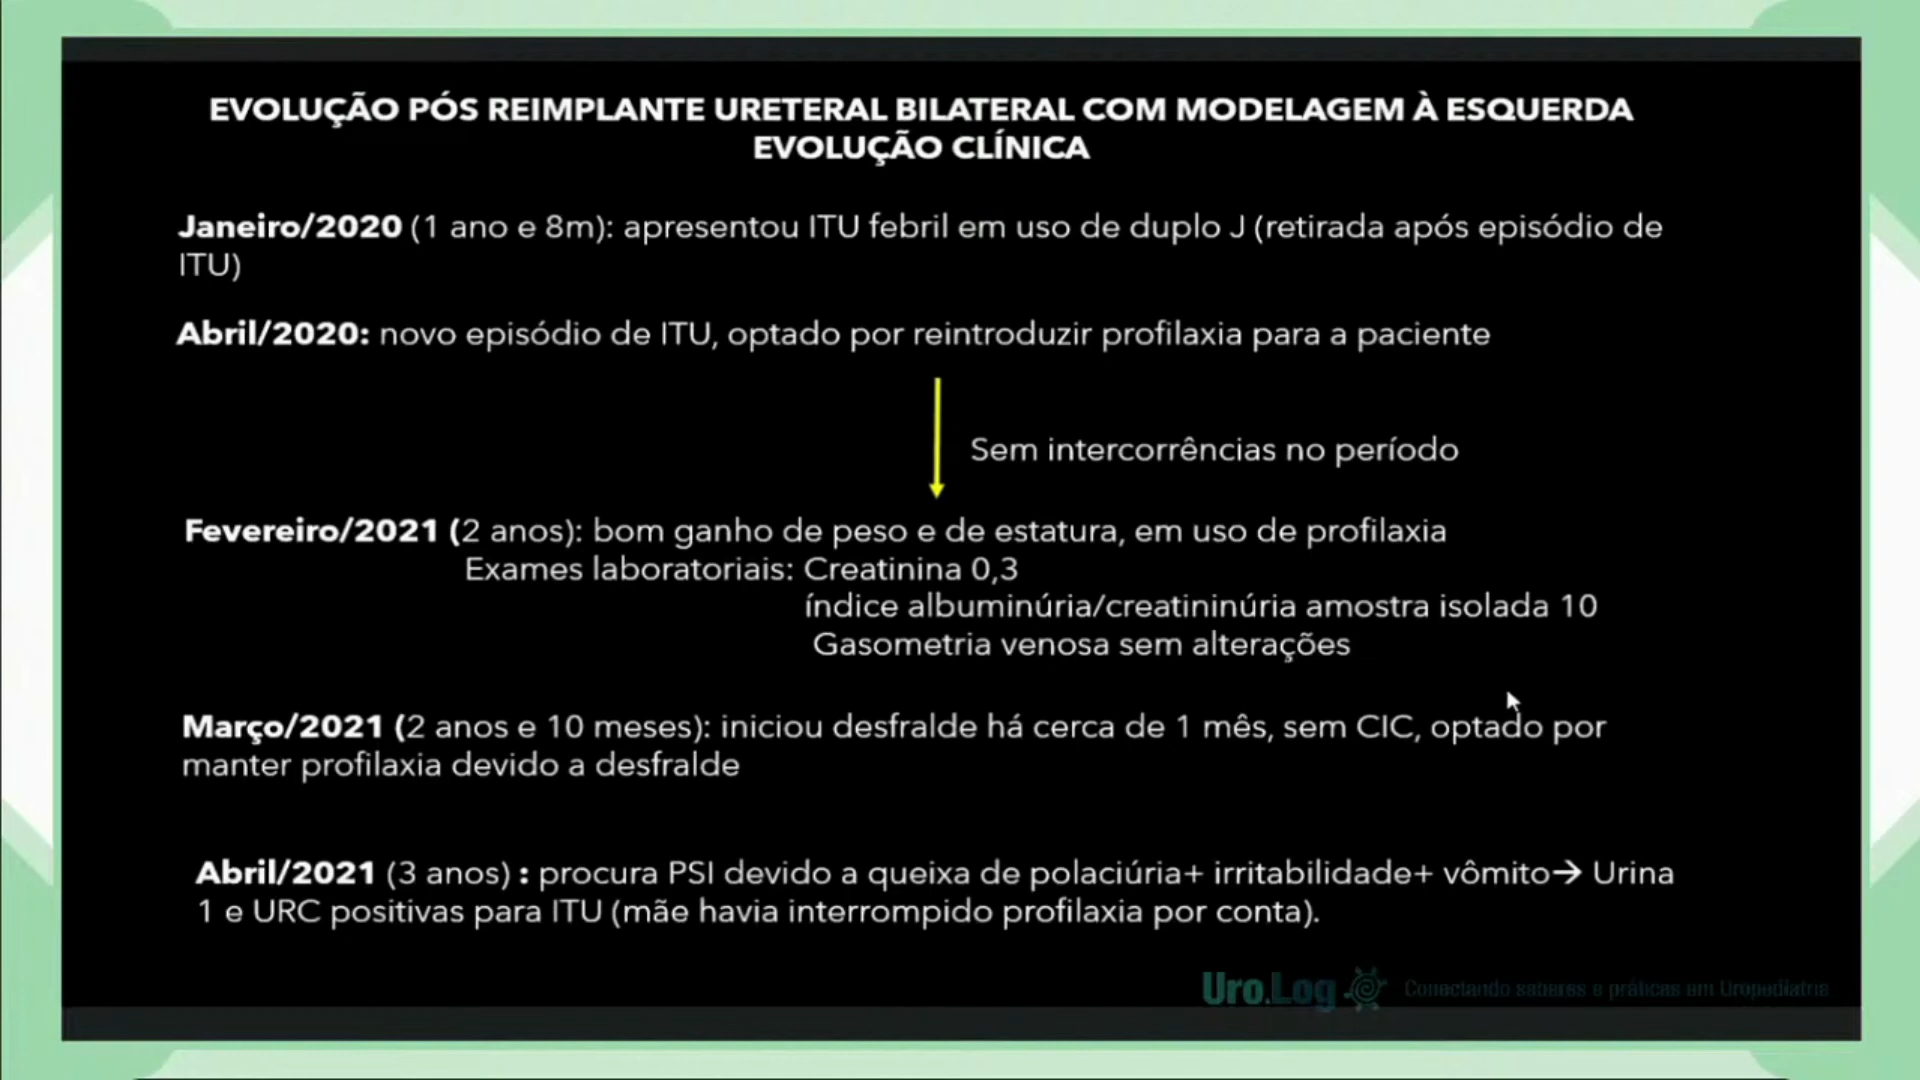 EVOLUÇÃO PÓS REIMPLANTE URETERAL BILATERAL COM MODELAGEM À ESQUERDA
EVOLUÇÃO CLÍNICA
Janeiro/2020 (1 ano e 8m): apresentou ITU febril em uso de duplo J (retirada após episódio de
ITU)
Abril/2020: novo episódio de ITU, optado por reintroduzir profilaxia para a paciente
Sem intercorrências no período
Fevereiro/2021 (2 anos): bom ganho de peso e de estatura, em uso de profilaxia
Exames laboratoriais: Creatinina 0,3
índice albuminúria/creatininúria amostra isolada 10
Gasometria venosa sem alterações
Março/2021 (2 anos e 10 meses): iniciou desfralde há cerca de 1 mês, sem CIC, optado por
manter profilaxia devido a desfralde
Abril/2021 (3 anos) : procura PSI devido a queixa de polaciúria+ irritabilidade+ vômito→ Urina
1 e URC positivas para ITU (mãe havia interrompido profilaxia por conta).
Uro.Log Conectando saberes e práticas em Uropediatria